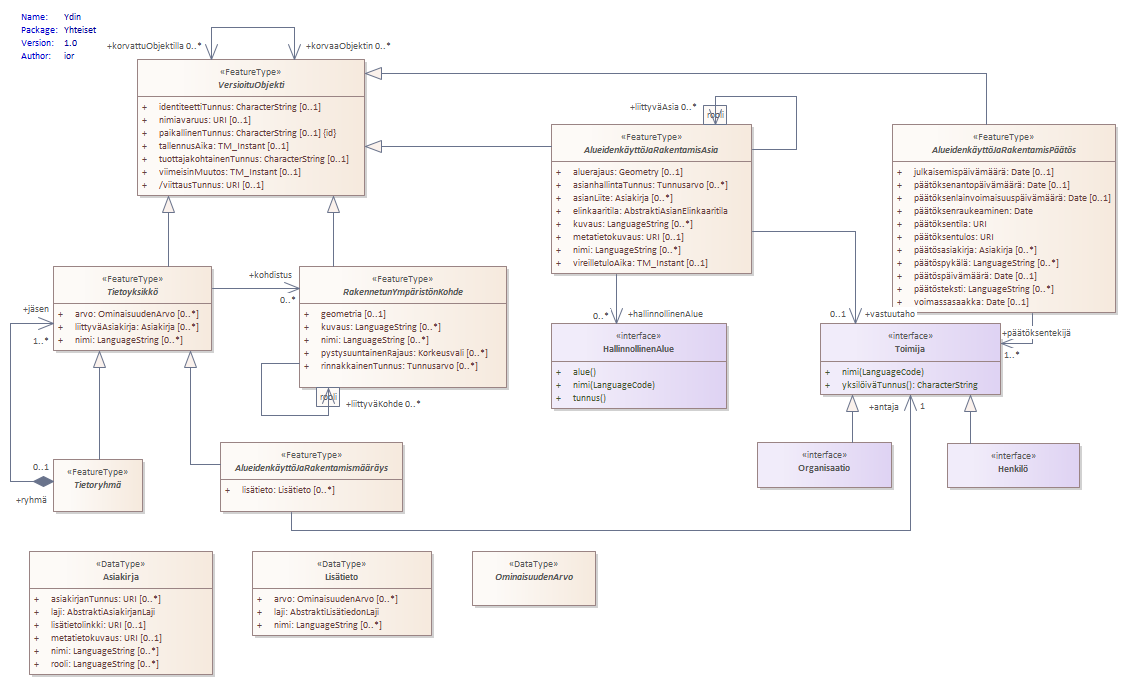 Name: Ydin
Package: Yhteiset
Version: 1.0
Author: ior
+korvattuObjektilla 0..*
+korvaaObjektin 0..*
«FeatureType»
VersioituObjekti
+ identiteettiTunnus: CharacterString [0..1]
+ nimiavaruus: URI [0..1]
+ paikallinenTunnus: CharacterString [0..1] {id}
+ tallennusAika: TM_Instant [0..1]
+ tuottajakohtainenTunnus: CharacterString [0..1]
+ viimeisinMuutos: TM_Instant [0..1]
+ /viittausTunnus: URI [0..1]
+liittyväAsia 0..*
rooli
«FeatureType»
AlueidenkäyttöJaRakentamisAsia
+ aluerajaus: Geometry [0..1]
+ asianhallintaTunnus: Tunnusarvo [0..*]
+ asianLiite: Asiakirja [0..*]
+ elinkaaritila: AbstraktiAsianElinkaaritila
+ kuvaus: LanguageString [0..*]
+ metatietokuvaus: URI [0..1]
+ nimi: LanguageString [0..*]
+ vireilletuloAika: TM_Instant [0..1]
«FeatureType»
AlueidenkäyttöJaRakentamisPäätös
+ julkaisemispäivämäärä: Date [0..1]
+ päätöksenantopäivämäärä: Date [0..1]
+ päätöksenlainvoimaisuuspäivämäärä: Date [0..1]
+ päätöksenraukeaminen: Date
+ päätöksentila: URI
+ päätöksentulos: URI
+ päätösasiakirja: Asiakirja [0..*]
+ päätöspykälä: LanguageString [0..*]
+ päätöspäivämäärä: Date [0..1]
+ päätösteksti: LanguageString [0..*]
+ voimassasaakka: Date [0..1]
«FeatureType»
Tietoyksikkö
+ arvo: OminaisuudenArvo [0..*]
+ liittyväAsiakirja: Asiakirja [0..*]
+ nimi: LanguageString [0..*]
+kohdistus
0..*
«FeatureType»
RakennetunYmpäristönKohde
+ geometria [0..1]
+ kuvaus: LanguageString [0..*]
+ nimi: LanguageString [0..*]
+ pystysuuntainenRajaus: Korkeusvali [0..*]
+ rinnakkainenTunnus: Tunnusarvo [0..*]
rooli
+liittyväKohde 0..*
+jäsen
1..*
0..*
+hallinnollinenAlue
«interface»
HallinnollinenAlue
+ alue()
+ nimi(LanguageCode)
+ tunnus()
0..1
+vastuutaho
+päätöksentekijä
1..*
«interface»
Toimija
+ nimi(LanguageCode)
+ yksilöiväTunnus(): CharacterString
+antaja
1
«interface»
Organisaatio
«interface»
Henkilö
0..1
+ryhmä
«FeatureType»
Tietoryhmä
«FeatureType»
AlueidenkäyttöJaRakentamismääräys
+ lisätieto: Lisätieto [0..*]
«DataType»
Asiakirja
+ asiakirjanTunnus: URI [0..*]
+ laji: AbstraktiAsiakirjanLaji
+ lisätietolinkki: URI [0..1]
+ metatietokuvaus: URI [0..1]
+ nimi: LanguageString [0..*]
+ rooli: LanguageString [0..*]
«DataType»
Lisätieto
+ arvo: OminaisuudenArvo [0..*]
+ laji: AbstraktiLisätiedonLaji
+ nimi: LanguageString [0..*]
«DataType»
OminaisuudenArvo